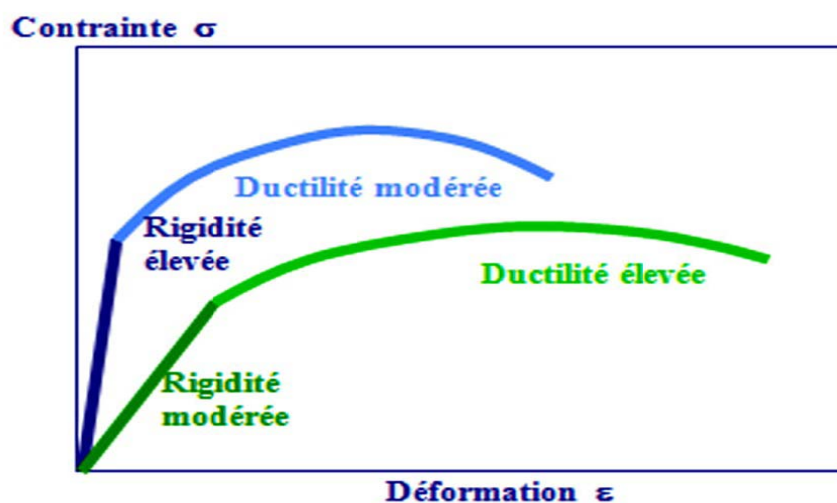 Contrainte σ
Ductilité modérée
Rigidité
élevée
Ductilité élevée
Rigidité
modérée
Déformation ε